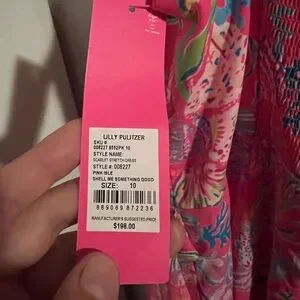 LILLY PULITZER
SKU #
008227 6502PK 10
STYLE NAME:
SCARLET STRETCH DRESS
STYLE #: 008227
PINK ISLE
SHELL ME SOMETHING GOOD
SIZE: 10
889069 872236
MANUFACTURER'S SUGGESTED PRICE
$198.00